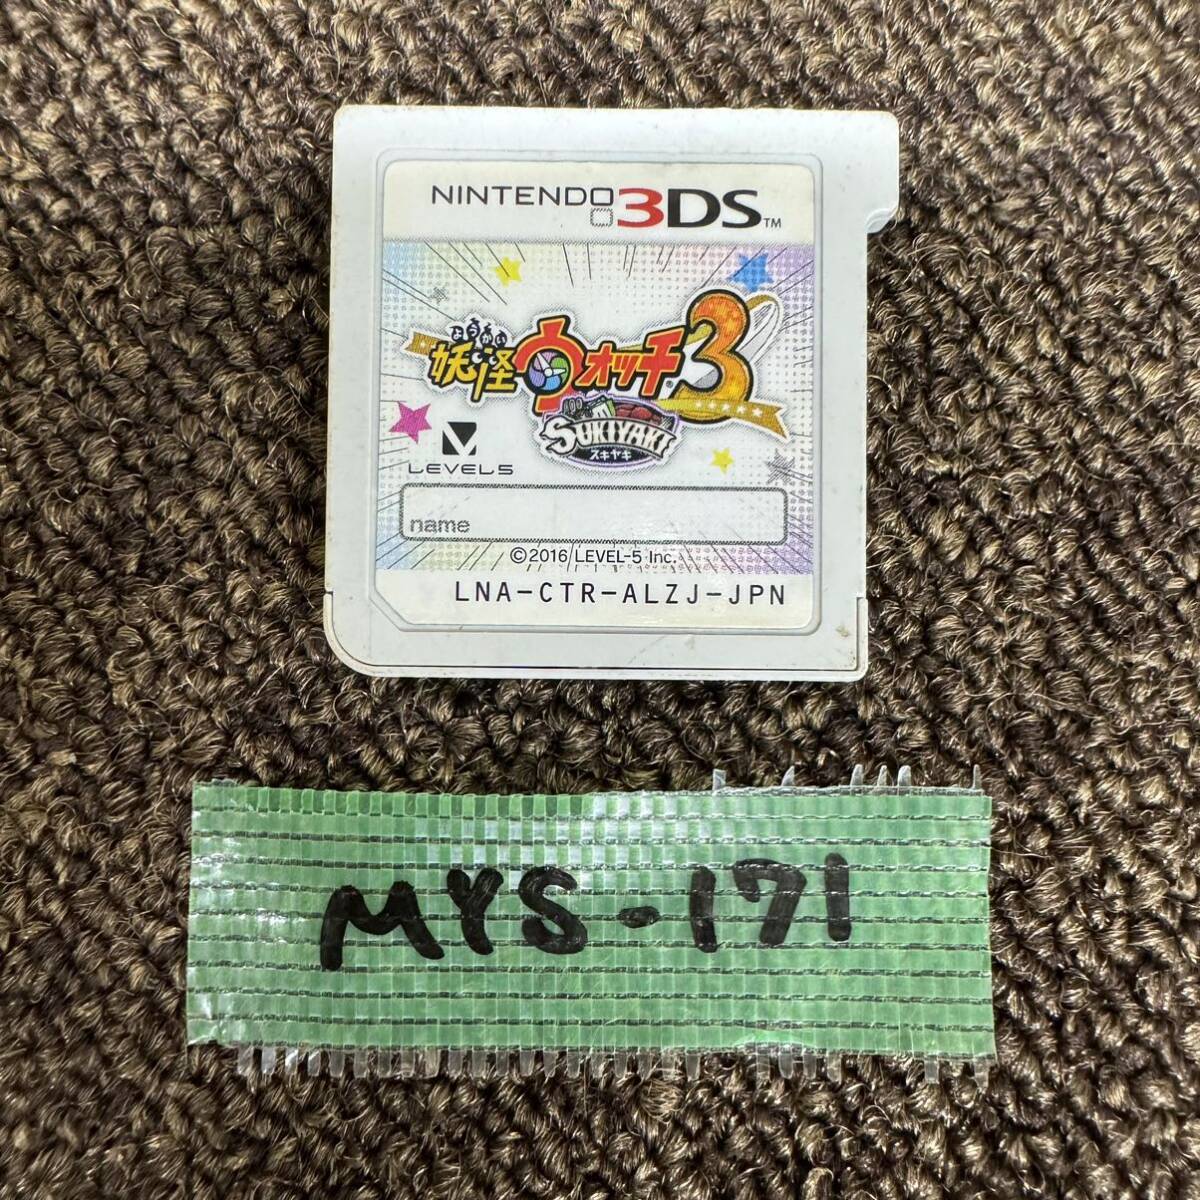 NINTENDO 3DS™
ようかい
妖怪ウォッチ3
SUKIYAKI
スキヤキ
LEVEL5
name
©2016 LEVEL-5 Inc.
LNA-CTR-ALZJ-JPN
MYS-171